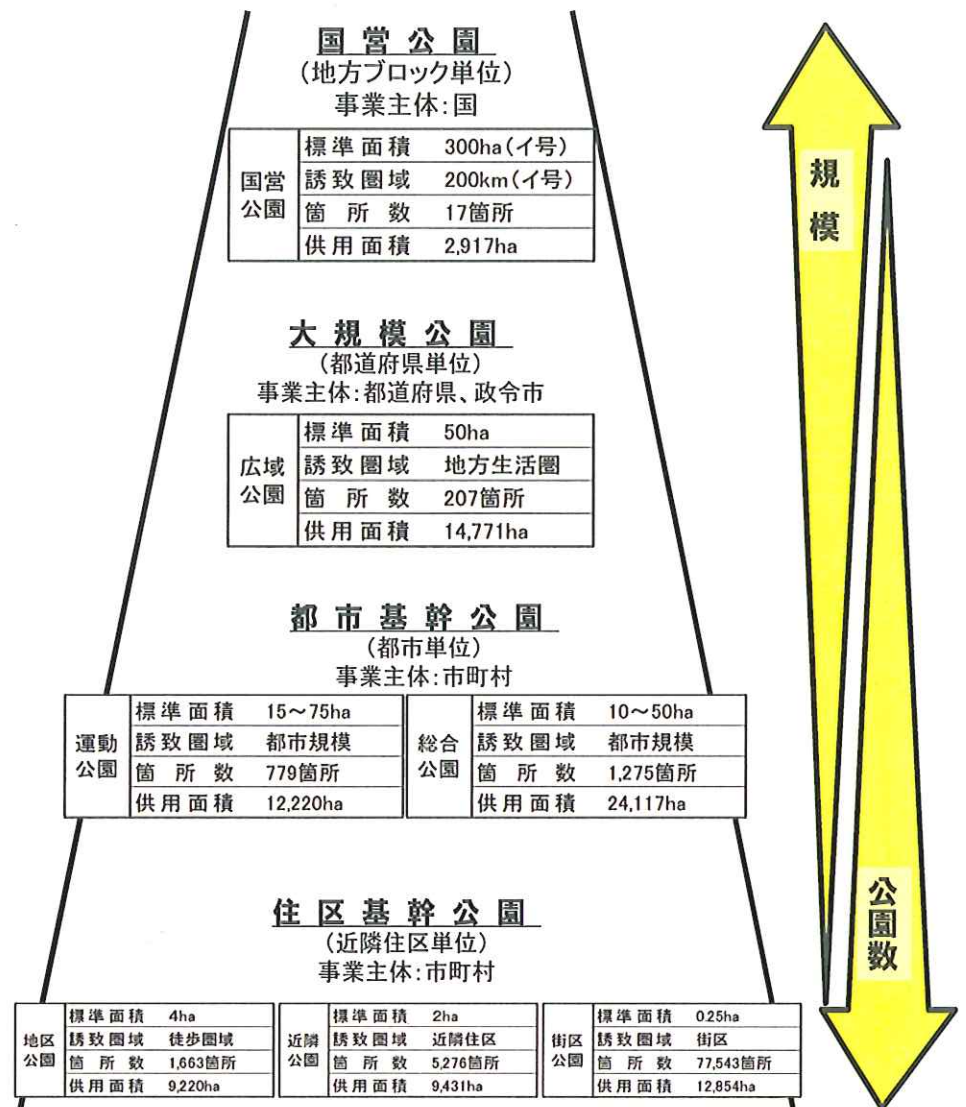 国営公園
(地方ブロック単位)
事業主体:国
国営公園
標準面積 300ha(イ号)
誘致圏域 200km(イ号)
箇所数 17箇所
供用面積 2,917ha
大規模公園
(都道府県単位)
事業主体:都道府県、政令市
広域公園
標準面積 50ha
誘致圏域 地方生活圏
箇所数 207箇所
供用面積 14,771ha
都市基幹公園
(都市単位)
事業主体:市町村
運動公園
標準面積 15～75ha
誘致圏域 都市規模
箇所数 779箇所
供用面積 12,220ha
総合公園
標準面積 10～50ha
誘致圏域 都市規模
箇所数 1,275箇所
供用面積 24,117ha
住区基幹公園
(近隣住区単位)
事業主体:市町村
地区公園
標準面積 4ha
誘致圏域 徒歩圏域
箇所数 1,663箇所
供用面積 9,220ha
近隣公園
標準面積 2ha
誘致圏域 近隣住区
箇所数 5,276箇所
供用面積 9,431ha
街区公園
標準面積 0.25ha
誘致圏域 街区
箇所数 77,543箇所
供用面積 12,854ha
規模
公園数